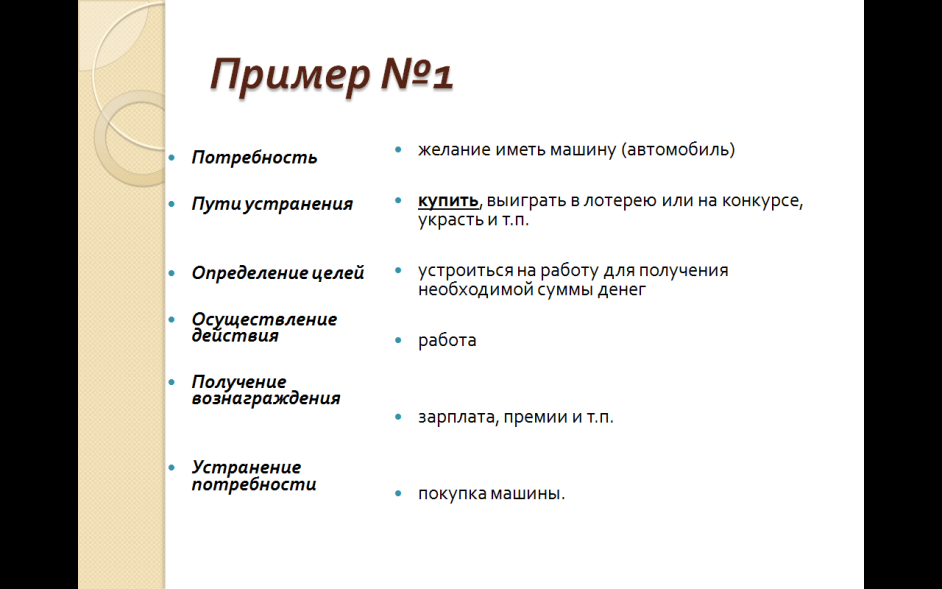 Пример №1
Потребность
Пути устранения
Определение целей
Осуществление
действия
Получение
вознаграждения
Устранение
потребности
желание иметь машину (автомобиль)
купить, выиграть в лотерею или на конкурсе,
украсть и т.п.
устроиться на работу для получения
необходимой суммы денег
работа
зарплата, премии и т.п.
покупка машины.